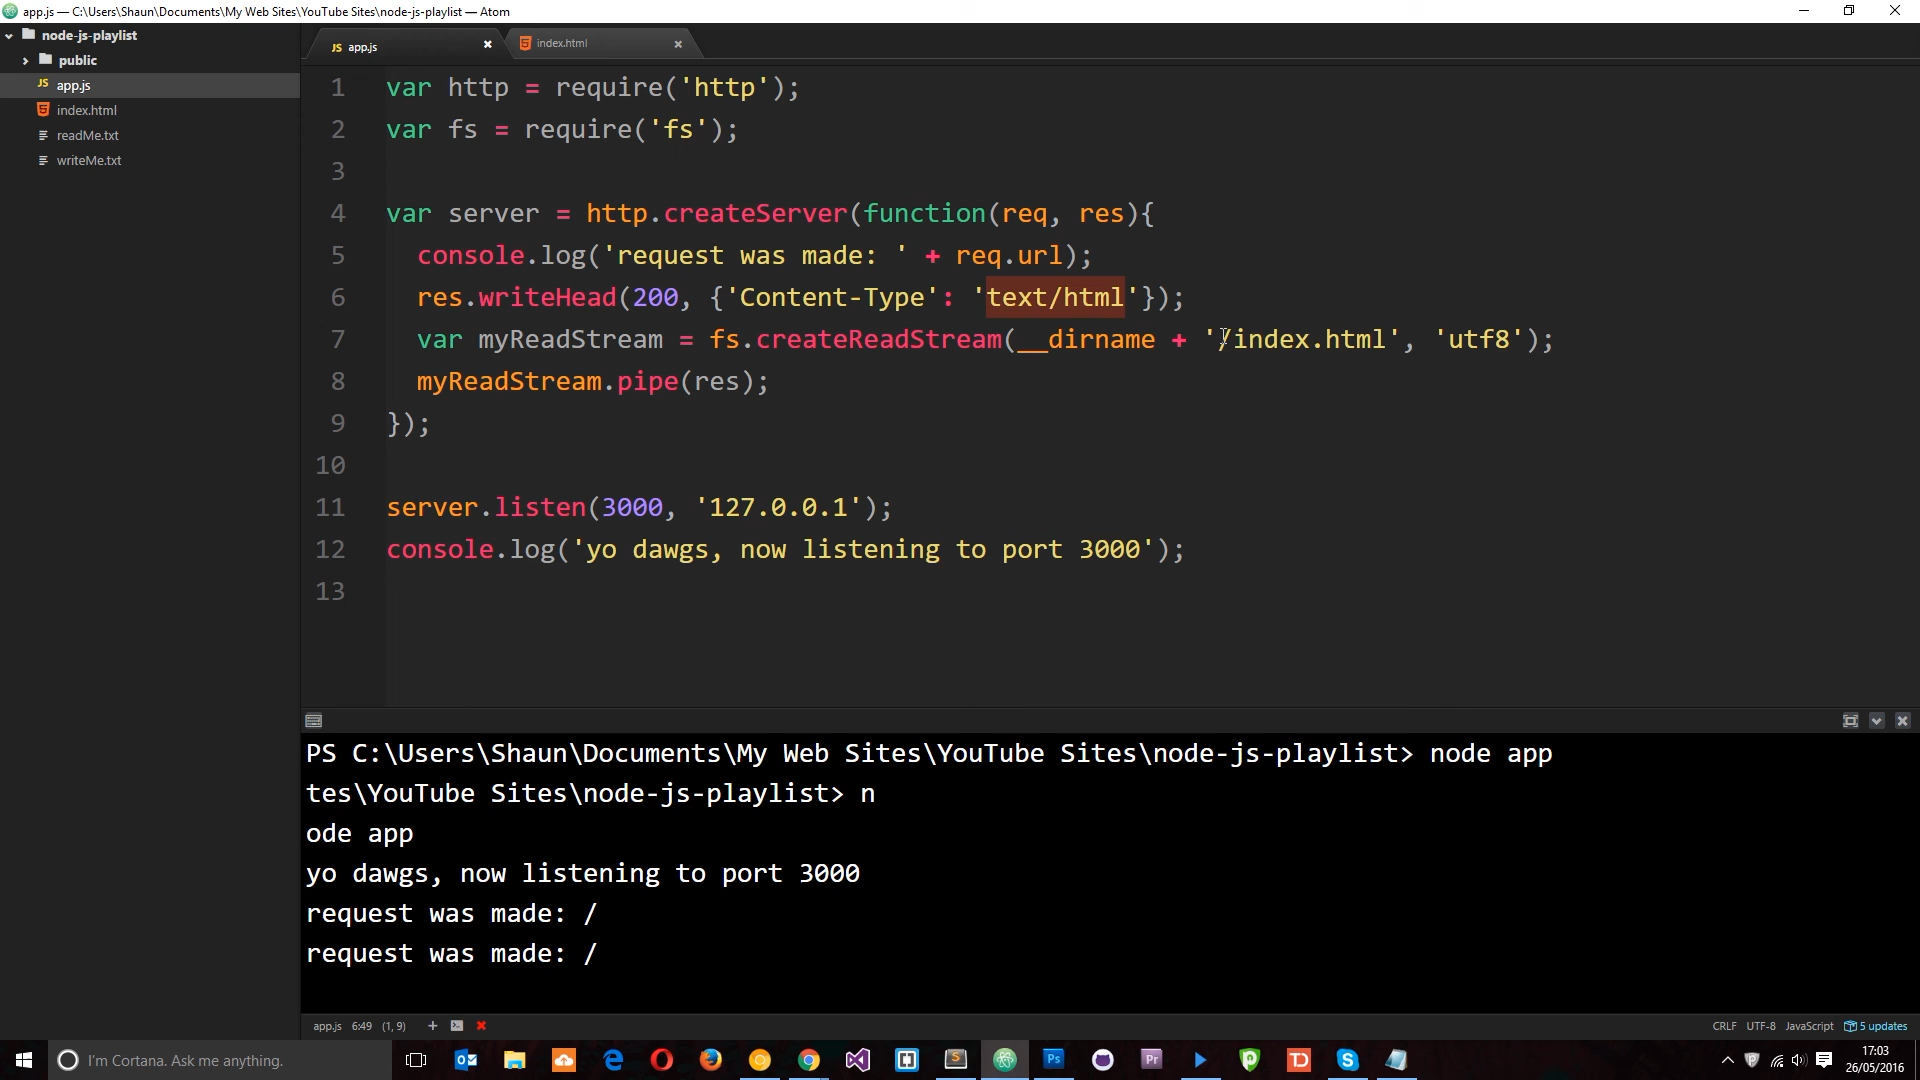 app.js — C:\Users\Shaun\Documents\My Web Sites\YouTube Sites\node-js-playlist — Atom
node-js-playlist
public
JS app.js
index.html
readMe.txt
writeMe.txt
JS app.js
index.html
1 var http = require('http');
2 var fs = require('fs');
3
4 var server = http.createServer(function(req, res){
5 console.log('request was made: ' + req.url);
6 res.writeHead(200, {'Content-Type': 'text/html'});
7 var myReadStream = fs.createReadStream(__dirname + '/index.html', 'utf8');
8 myReadStream.pipe(res);
9 });
10
11 server.listen(3000, '127.0.0.1');
12 console.log('yo dawgs, now listening to port 3000');
13
PS C:\Users\Shaun\Documents\My Web Sites\YouTube Sites\node-js-playlist> node app
tes\YouTube Sites\node-js-playlist> n
ode app
yo dawgs, now listening to port 3000
request was made: /
request was made: /
app.js 6:49 (1, 9)
CRLF UTF-8 JavaScript 5 updates
I'm Cortana. Ask me anything.
Ps
Pr
TD
17:03
26/05/2016